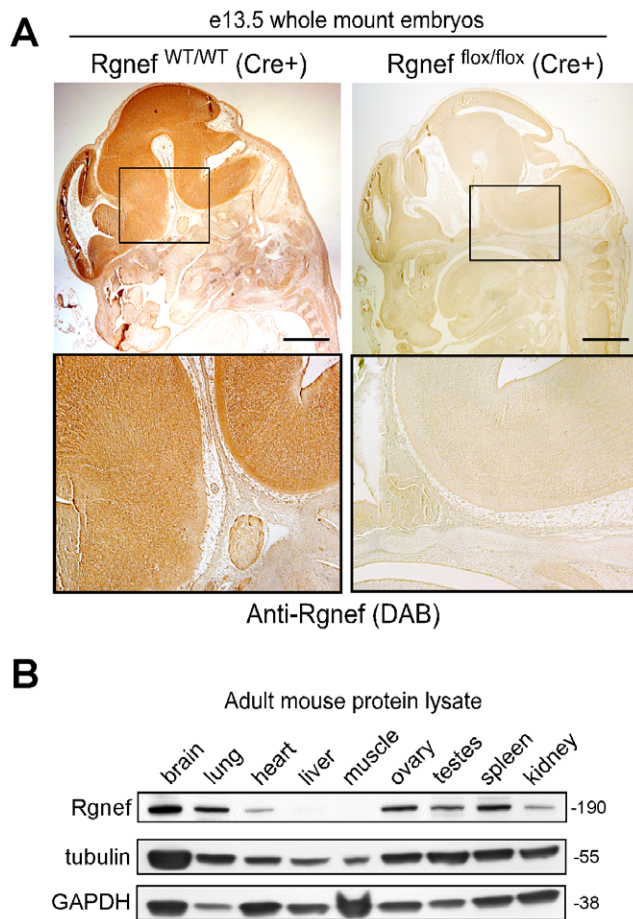 A
e13.5 whole mount embryos
Rgnef WT/WT (Cre+)
Rgnef flox/flox (Cre+)
Anti-Rgnef (DAB)
B
Adult mouse protein lysate
brain lung heart liver muscle ovary testes spleen kidney
Rgnef -190
tubulin -55
GAPDH -38